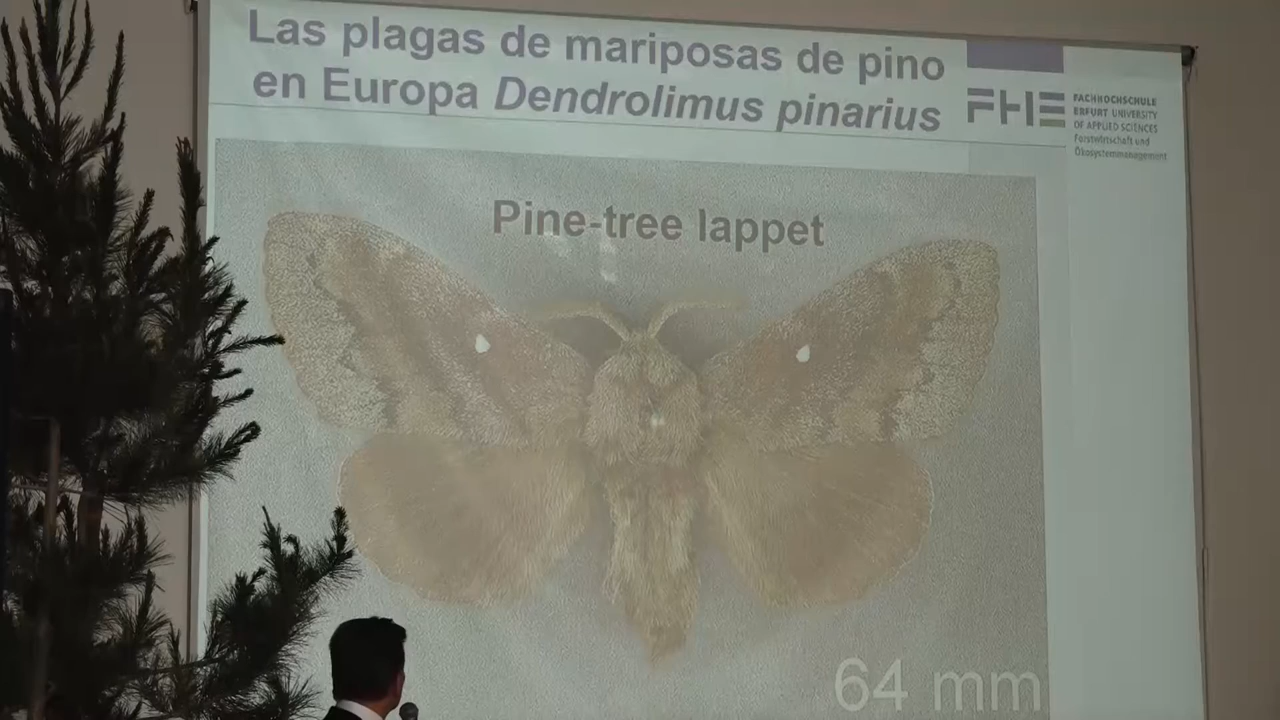 Las plagas de mariposas de pino
en Europa Dendrolimus pinarius
FHE
FACHHOCHSCHULE
ERFURT UNIVERSITY
OF APPLIED SCIENCES
Forstwirtschaft und
Ökosystemmanagement
Pine-tree lappet
64 mm